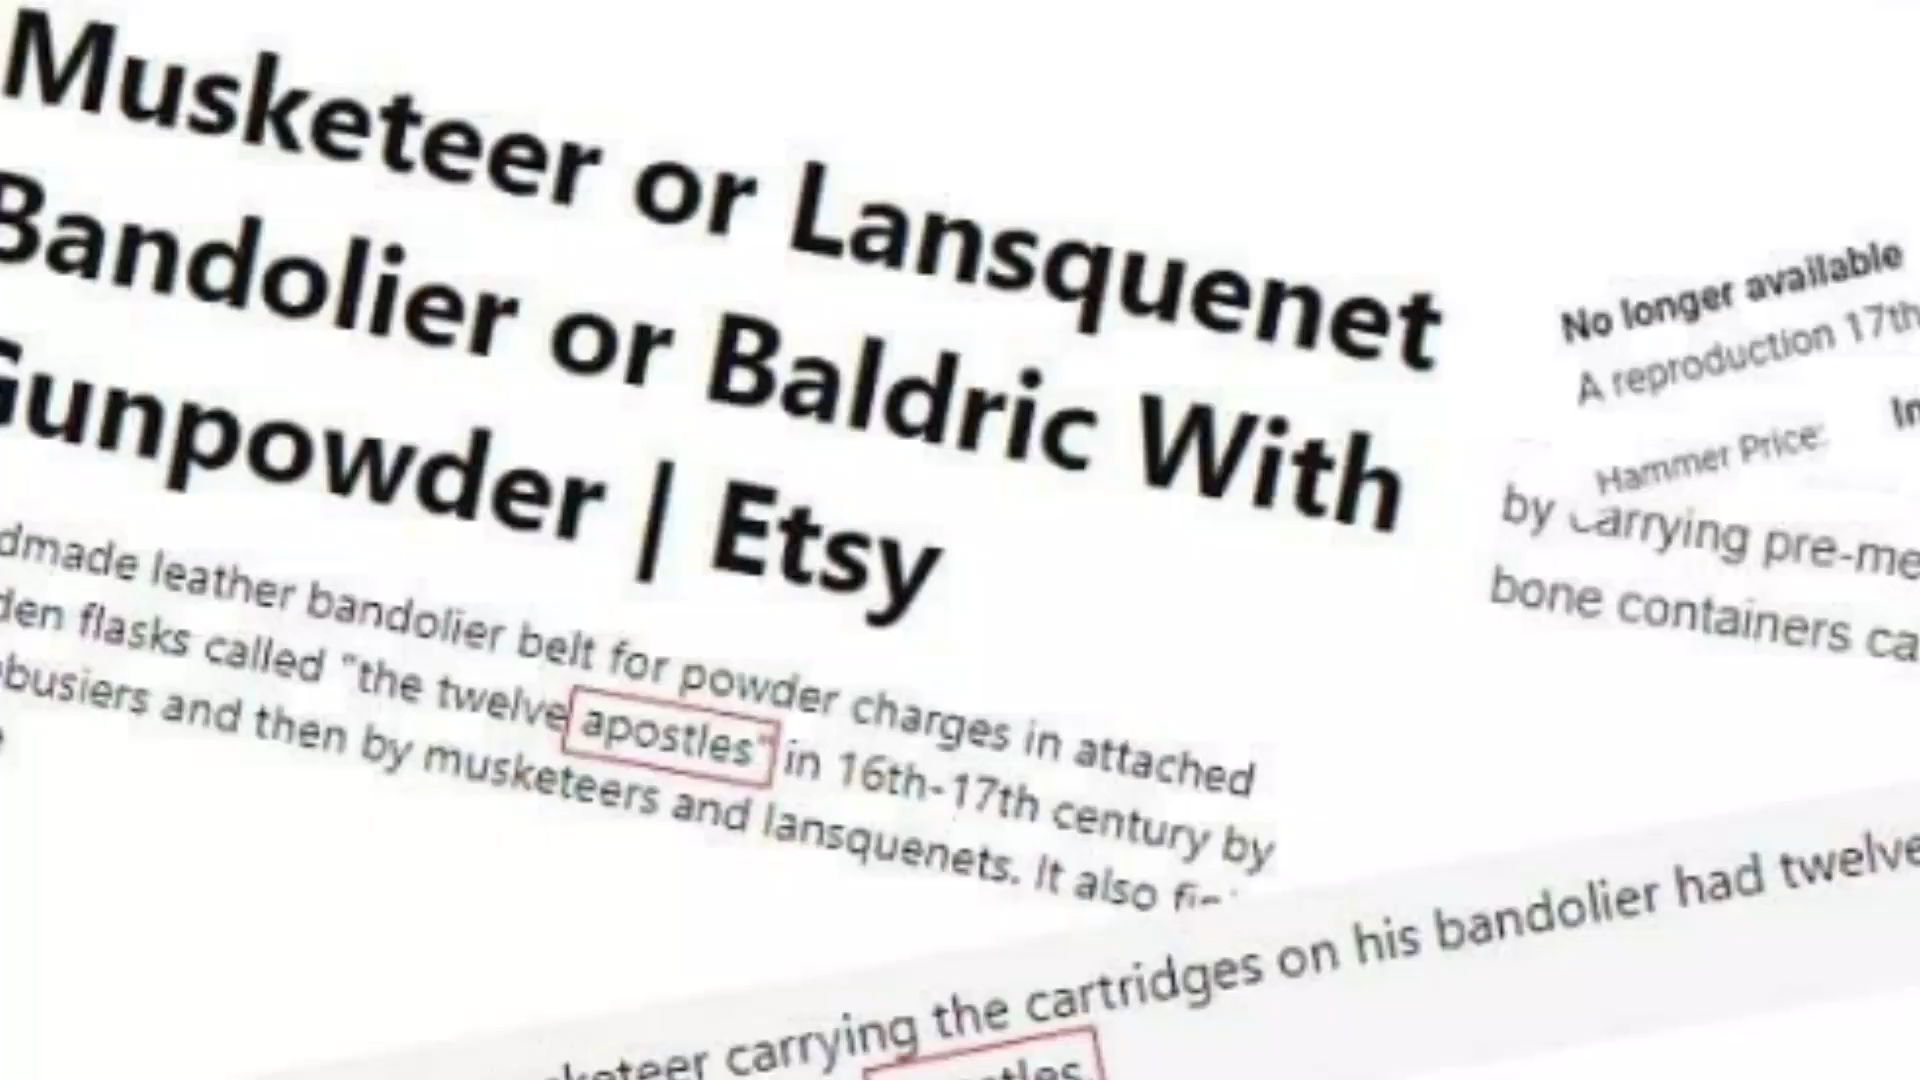 Musketeer or Lansquenet
Bandolier or Baldric With
Gunpowder | Etsy
dmade leather bandolier belt for powder charges in attached
den flasks called "the twelve apostles" in 16th-17th century by
busiers and then by musketeers and lansquenets. It also
No longer available
A reproduction 17th
Hammer Price:
by carrying pre-me
bone containers ca
keteer carrying the cartridges on his bandolier had twelve